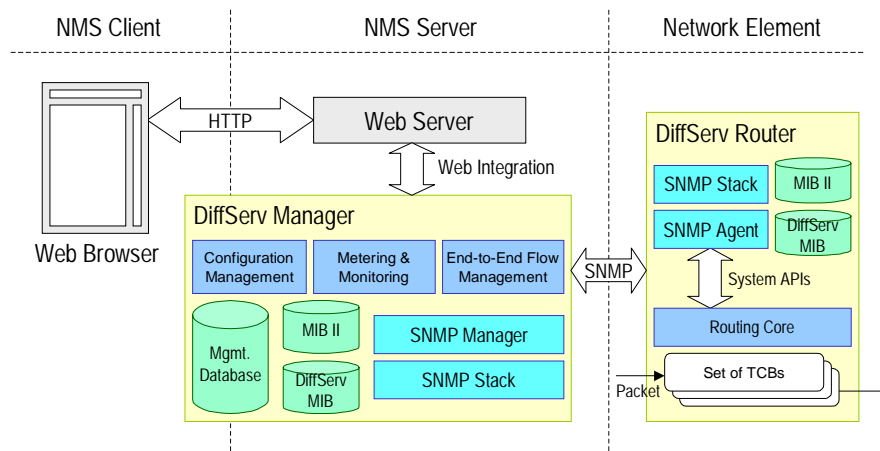 NMS Client
NMS Server
Network Element
HTTP
Web Server
Web Integration
Web Browser
DiffServ Manager
Configuration
Management
Metering &
Monitoring
End-to-End Flow
Management
Mgmt.
Database
MIB II
DiffServ
MIB
SNMP Manager
SNMP Stack
SNMP
DiffServ Router
SNMP Stack
MIB II
SNMP Agent
DiffServ
MIB
System APIs
Routing Core
Set of TCBs
Packet